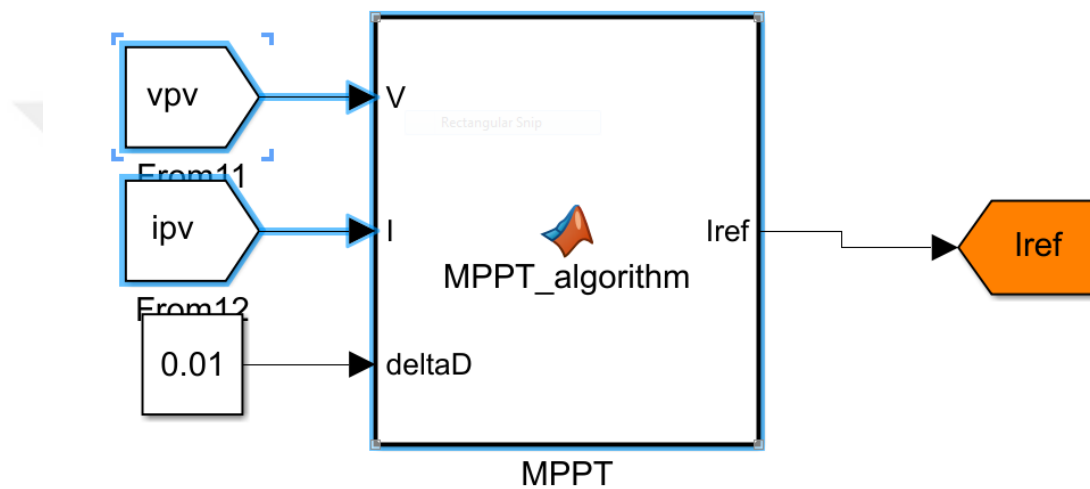 vpv
V
Rectangular Snip
From11
ipv
I
Iref
Iref
MPPT_algorithm
From12
0.01
deltaD
MPPT